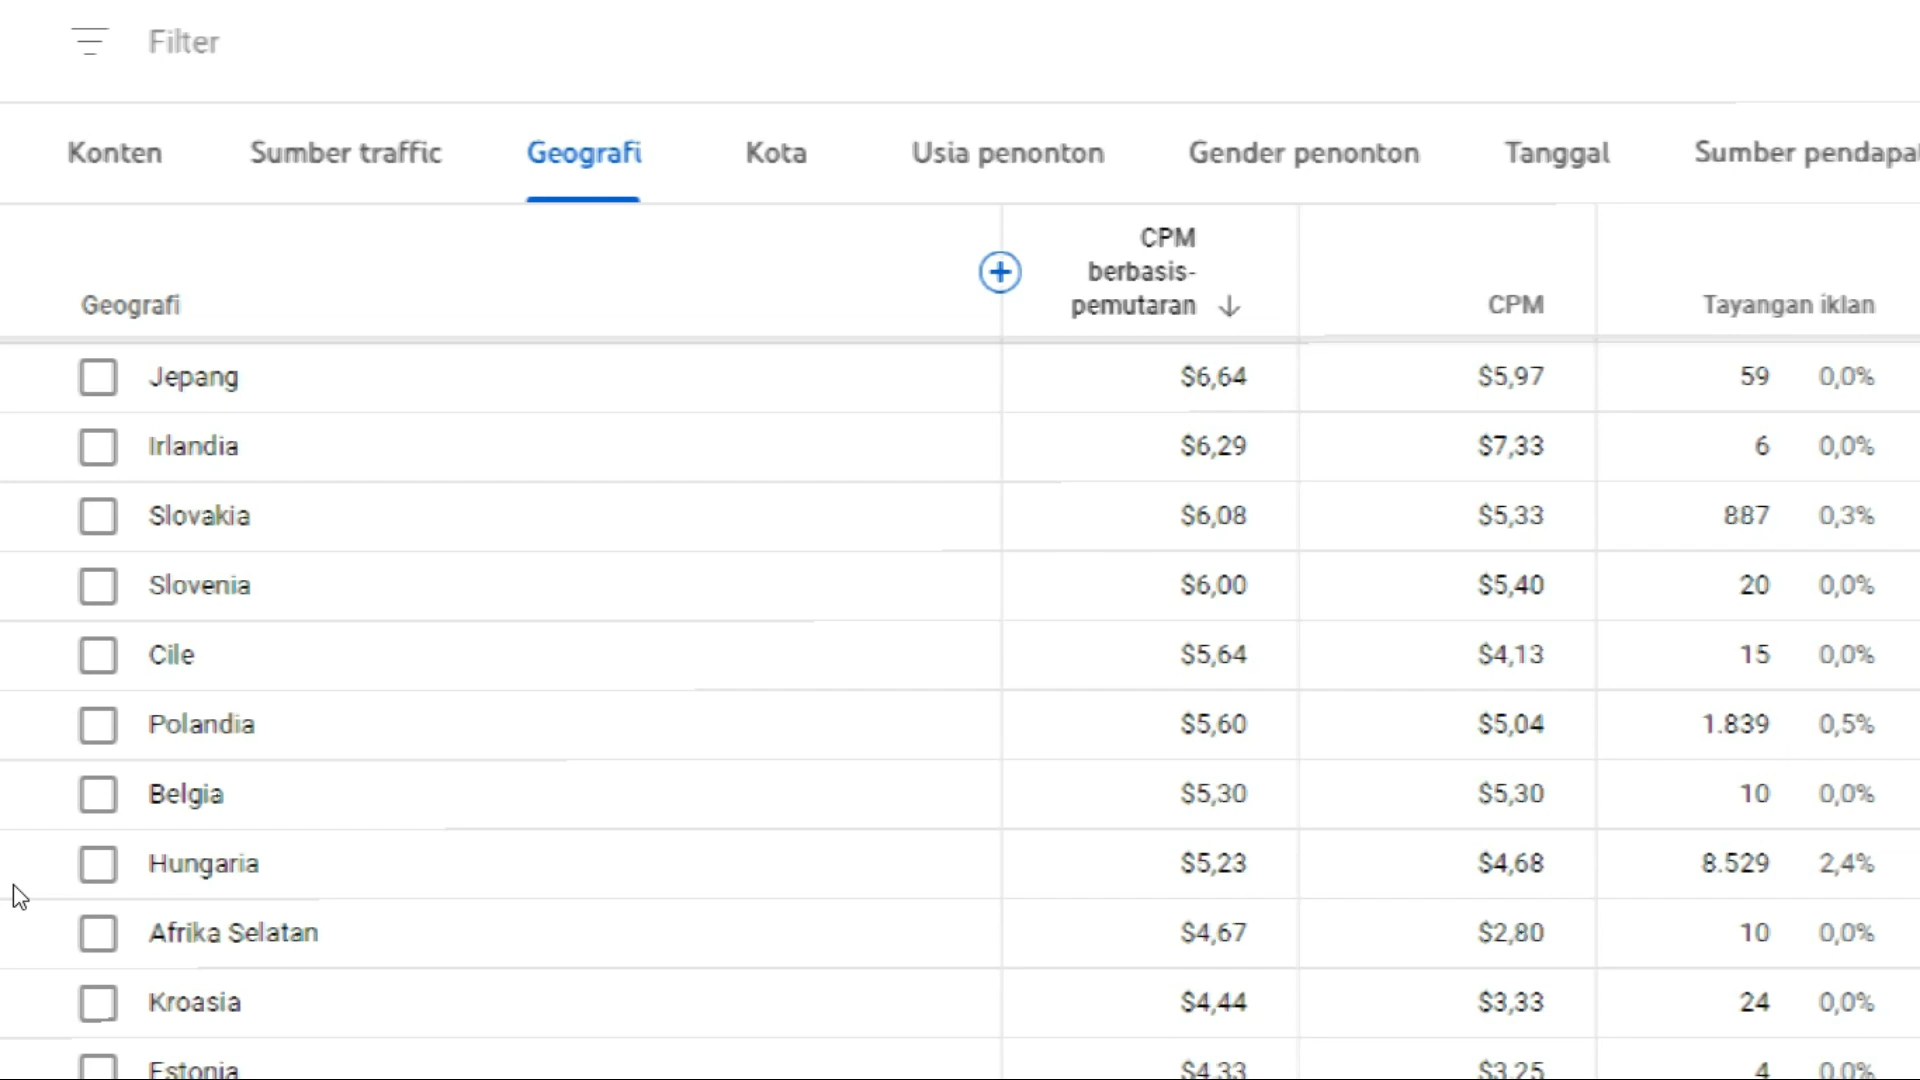 Filter
Konten Sumber traffic Geografi Kota Usia penonton Gender penonton Tanggal Sumber pendapat
Geografi CPM berbasis-pemutaran CPM Tayangan iklan
Jepang $6,64 $5,97 59 0,0%
Irlandia $6,29 $7,33 6 0,0%
Slovakia $6,08 $5,33 887 0,3%
Slovenia $6,00 $5,40 20 0,0%
Cile $5,64 $4,13 15 0,0%
Polandia $5,60 $5,04 1.839 0,5%
Belgia $5,30 $5,30 10 0,0%
Hungaria $5,23 $4,68 8.529 2,4%
Afrika Selatan $4,67 $2,80 10 0,0%
Kroasia $4,44 $3,33 24 0,0%
Estonia $4,33 $3,25 4 0,0%